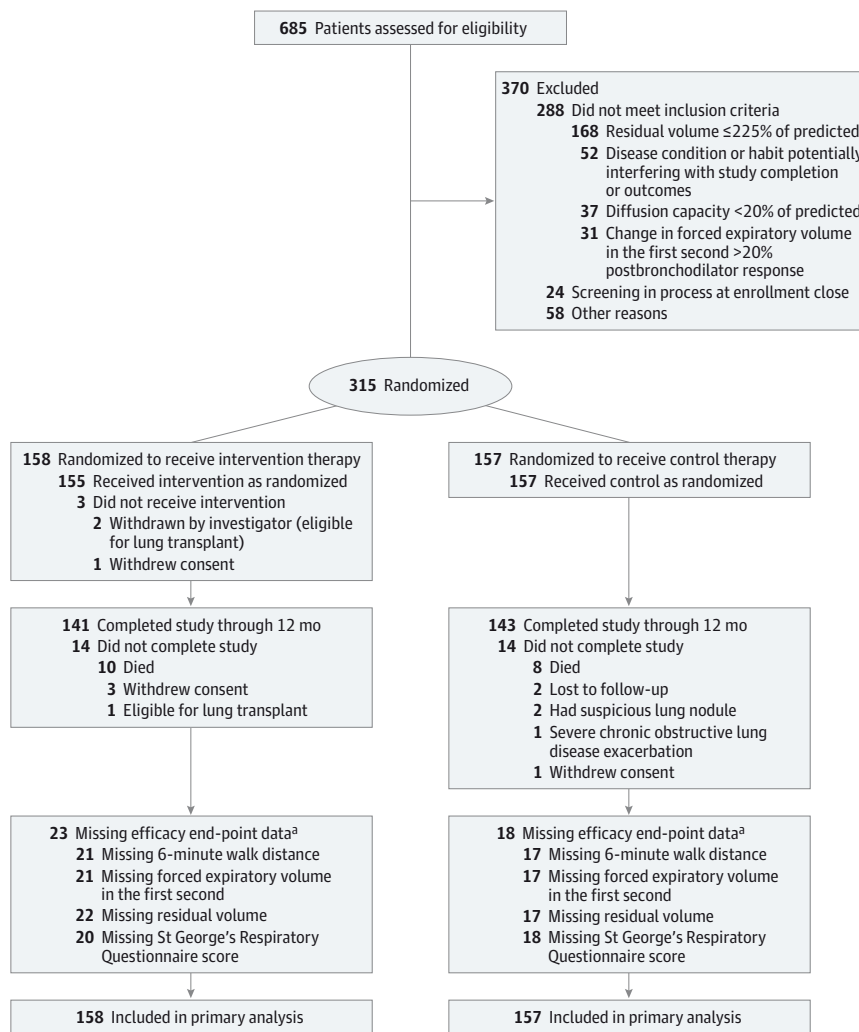 685 Patients assessed for eligibility
370 Excluded
288 Did not meet inclusion criteria
168 Residual volume ≤225% of predicted
52 Disease condition or habit potentially
interfering with study completion
or outcomes
37 Diffusion capacity <20% of predicted
31 Change in forced expiratory volume
in the first second >20%
postbronchodilator response
24 Screening in process at enrollment close
58 Other reasons
315 Randomized
158 Randomized to receive intervention therapy
155 Received intervention as randomized
3 Did not receive intervention
2 Withdrawn by investigator (eligible
for lung transplant)
1 Withdrew consent
157 Randomized to receive control therapy
157 Received control as randomized
141 Completed study through 12 mo
14 Did not complete study
10 Died
3 Withdrew consent
1 Eligible for lung transplant
143 Completed study through 12 mo
14 Did not complete study
8 Died
2 Lost to follow-up
2 Had suspicious lung nodule
1 Severe chronic obstructive lung
disease exacerbation
1 Withdrew consent
23 Missing efficacy end-point dataª
21 Missing 6-minute walk distance
21 Missing forced expiratory volume
in the first second
22 Missing residual volume
20 Missing St George's Respiratory
Questionnaire score
18 Missing efficacy end-point dataª
17 Missing 6-minute walk distance
17 Missing forced expiratory volume
in the first second
17 Missing residual volume
18 Missing St George's Respiratory
Questionnaire score
158 Included in primary analysis
157 Included in primary analysis